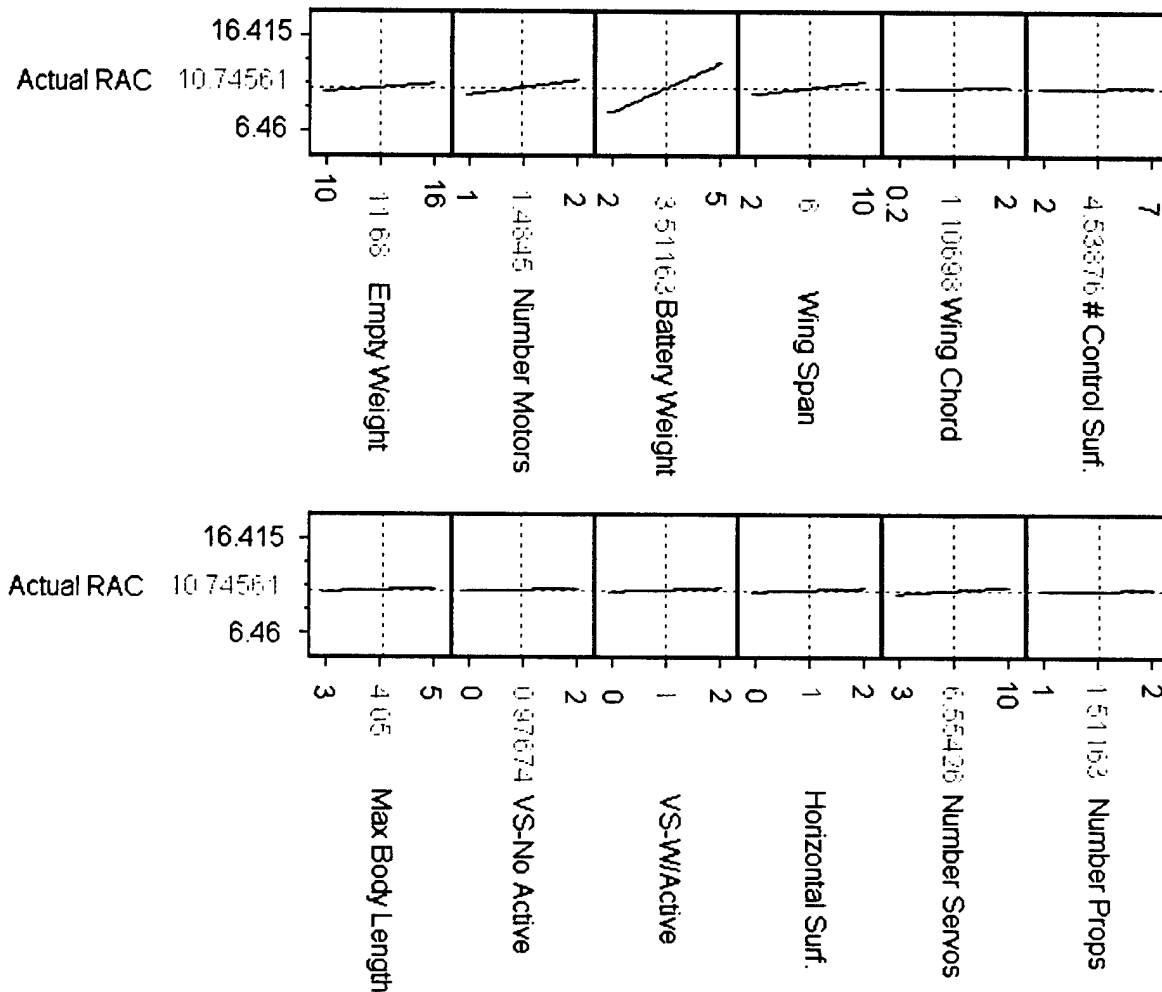 16.415
Actual RAC 10.74561
6.46
10 11.68 16
Empty Weight
1 1.4845 2
Number Motors
2 3.51163 5
Battery Weight
2 6 10
Wing Span
0.2 1.10698 2
Wing Chord
2 4.53876 7
# Control Surf.
16.415
Actual RAC 10.74561
6.46
3 4.05 5
Max Body Length
0 0.97674 2
VS-No Active
0 1 2
VS-W/Active
0 1 2
Horizontal Surf.
3 6.55426 10
Number Servos
1 1.51163 2
Number Props